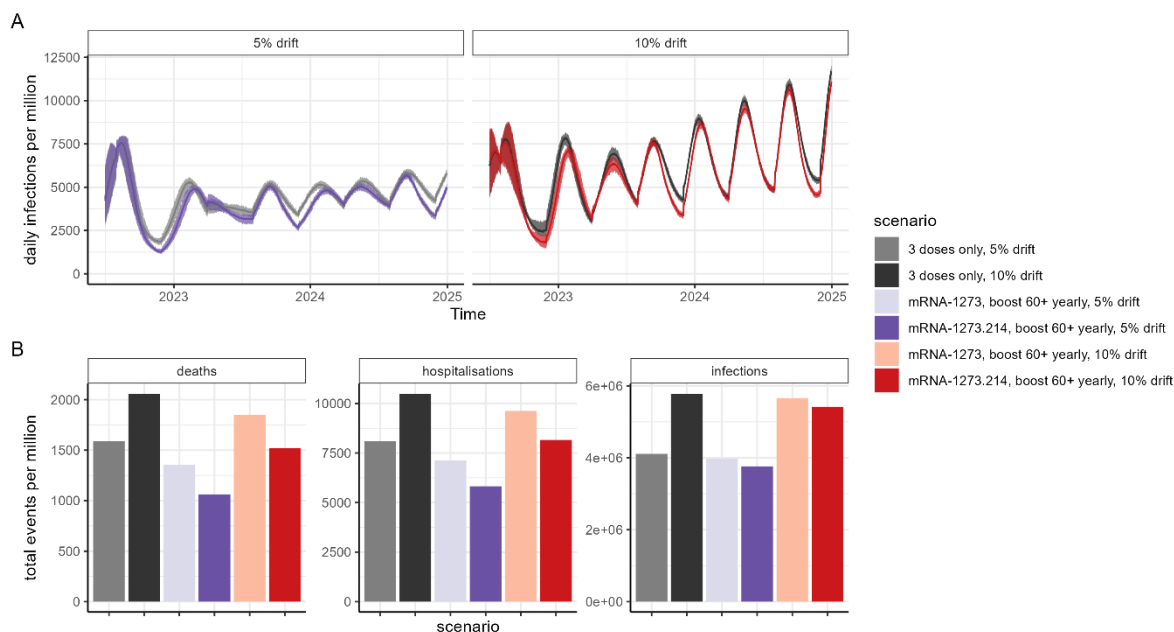 A
5% drift
10% drift
12500
10000
7500
5000
2500
0
daily infections per million
2023
2024
2025
2023
2024
2025
Time
scenario
3 doses only, 5% drift
3 doses only, 10% drift
mRNA-1273, boost 60+ yearly, 5% drift
mRNA-1273.214, boost 60+ yearly, 5% drift
mRNA-1273, boost 60+ yearly, 10% drift
mRNA-1273.214, boost 60+ yearly, 10% drift
B
deaths
hospitalisations
infections
total events per million
2000
1500
1000
500
0
10000
7500
5000
2500
0
6e+06
4e+06
2e+06
0e+00
scenario